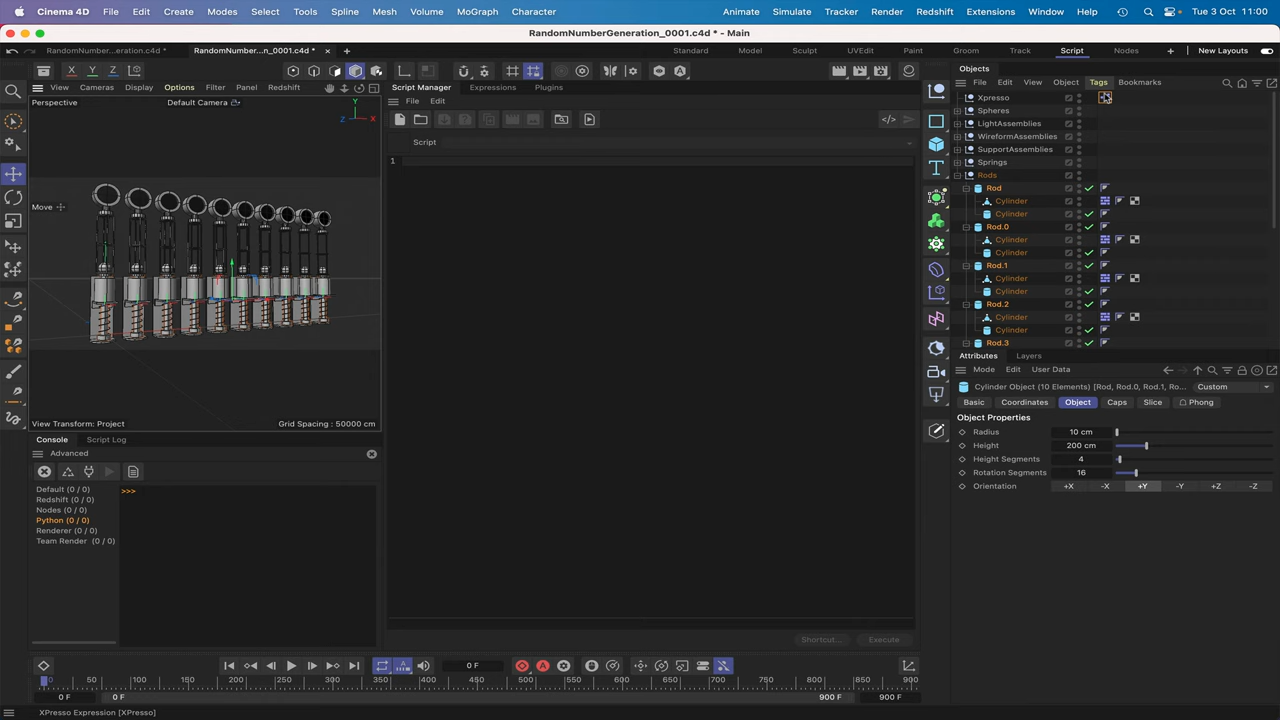 Cinema 4D File Edit Create Modes Select Tools Spline Mesh Volume MoGraph Character Animate Simulate Tracker Render Redshift Extensions Window Help Tue 3 Oct 11:00
RandomNumberGeneration_0001.c4d * - Main
RandomNumber...eration.c4d * RandomNumber...n_0001.c4d * Standard Model Sculpt UVEdit Paint Groom Track Script Nodes New Layouts
X Y Z
View Cameras Display Options Filter Panel Redshift
Perspective Default Camera
Y
X
Z
Move
View Transform: Project Grid Spacing : 50000 cm
Console Script Log
Advanced
Default (0 / 0)
Redshift (0 / 0)
Nodes (0 / 0)
Python (0 / 0)
Renderer (0 / 0)
Team Render (0 / 0)
>>>
Script Manager Expressions Plugins
File Edit
Script
1
Shortcut... Execute
Objects
File Edit View Object Tags Bookmarks
Xpresso
Spheres
LightAssemblies
WireformAssemblies
SupportAssemblies
Springs
Rods
Rod
Cylinder
Cylinder
Rod.0
Cylinder
Cylinder
Rod.1
Cylinder
Cylinder
Rod.2
Cylinder
Cylinder
Rod.3
Attributes Layers
Mode Edit User Data
Cylinder Object (10 Elements) [Rod, Rod.0, Rod.1, Ro... Custom
Basic Coordinates Object Caps Slice Phong
Object Properties
Radius 10 cm
Height 200 cm
Height Segments 4
Rotation Segments 16
Orientation +X -X +Y -Y +Z -Z
0 F
0 50 100 150 200 250 300 350 400 450 500 550 600 650 700 750 800 850 900
0 F 0 F 900 F 900 F
XPresso Expression [XPresso]